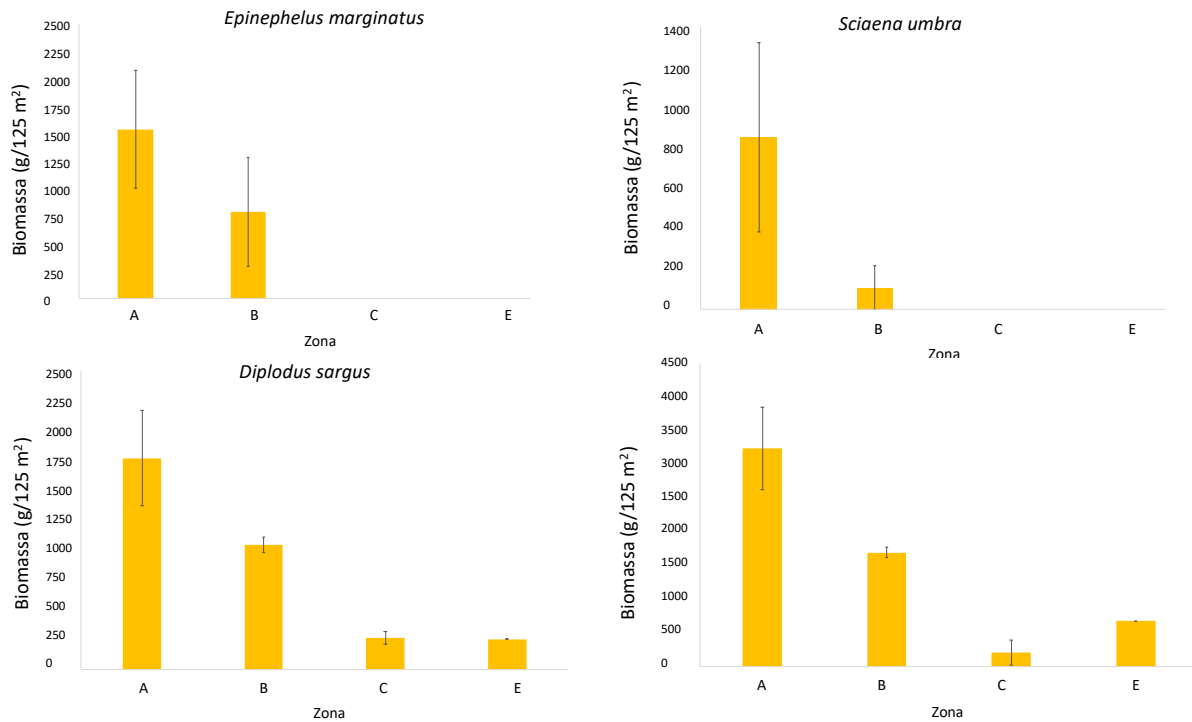 Epinephelus marginatus
Biomassa (g/125 m²)
2500
2250
2000
1750
1500
1250
1000
750
500
250
0
A B C E
Zona
Sciaena umbra
Biomassa (g/125 m²)
1400
1200
1000
800
600
400
200
0
A B C E
Zona
Diplodus sargus
Biomassa (g/125 m²)
2500
2250
2000
1750
1500
1250
1000
750
500
250
0
A B C E
Zona
Biomassa (g/125 m²)
4500
4000
3500
3000
2500
2000
1500
1000
500
0
A B C E
Zona